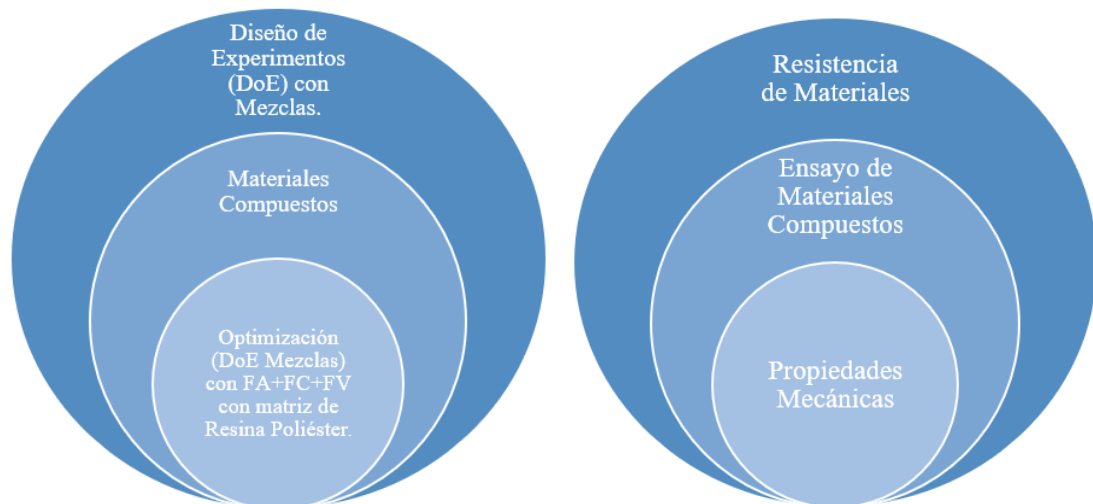 Diseño de
Experimentos
(DoE) con
Mezclas.
Materiales
Compuestos
Optimización
(DoE Mezclas)
con FA+FC+FV
con matriz de
Resina Poliéster.
Resistencia
de Materiales
Ensayo de
Materiales
Compuestos
Propiedades
Mecánicas